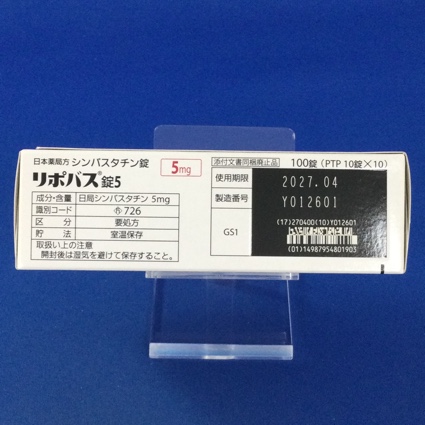 日本薬局方 シンバスタチン錠
リポバス®錠5
5mg
添付文書同梱廃止品
100錠 (PTP 10錠×10)
成分・含量 日局シンバスタチン 5mg
識別コード 726
区分 要処方
貯法 室温保存
取扱い上の注意
開封後は湿気を避けて保存すること。
使用期限 2027.04
製造番号 Y012601
GS1
(17)270400(10)Y012601
(01)14987954801903